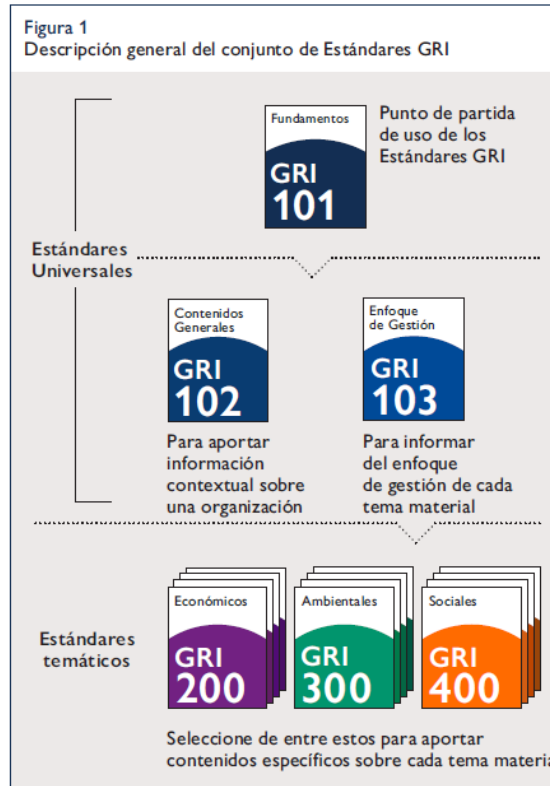 Figura 1
Descripción general del conjunto de Estándares GRI
Fundamentos
GRI
101
Punto de partida
de uso de los
Estándares GRI
Estándares
Universales
Contenidos
Generales
GRI
102
Para aportar
información
contextual sobre
una organización
Enfoque
de Gestión
GRI
103
Para informar
del enfoque
de gestión de cada
tema material
Estándares
temáticos
Económicos
GRI
200
Ambientales
GRI
300
Sociales
GRI
400
Seleccione de entre estos para aportar
contenidos específicos sobre cada tema materia